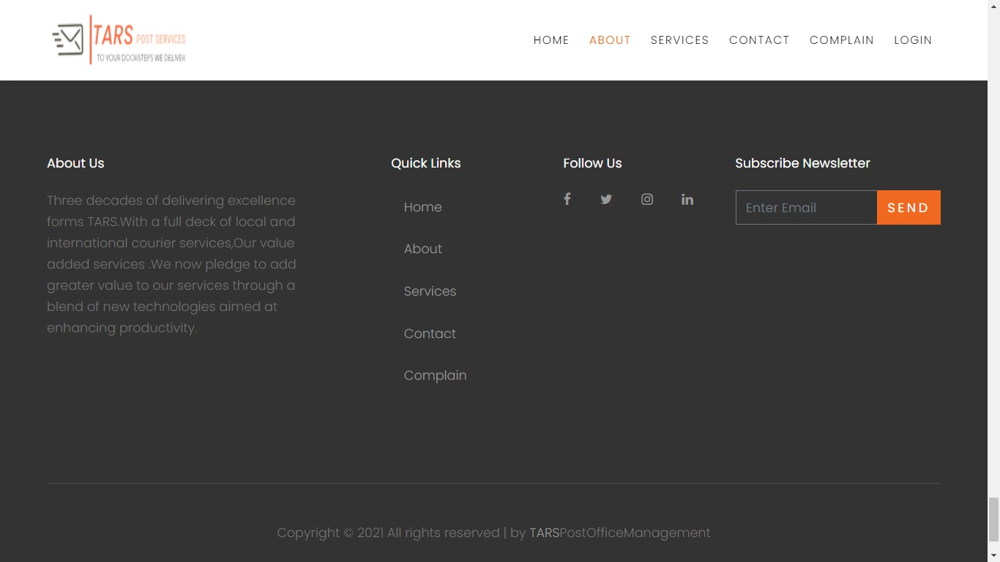 TARS POST SERVICES
TO YOUR DOORSTEPS WE DELIVER
HOME ABOUT SERVICES CONTACT COMPLAIN LOGIN
About Us
Three decades of delivering excellence
forms TARS.With a full deck of local and
international courier services,Our value
added services .We now pledge to add
greater value to our services through a
blend of new technologies aimed at
enhancing productivity.
Quick Links
Home
About
Services
Contact
Complain
Follow Us
Subscribe Newsletter
Enter Email SEND
Copyright © 2021 All rights reserved | by TARSPostOfficeManagement